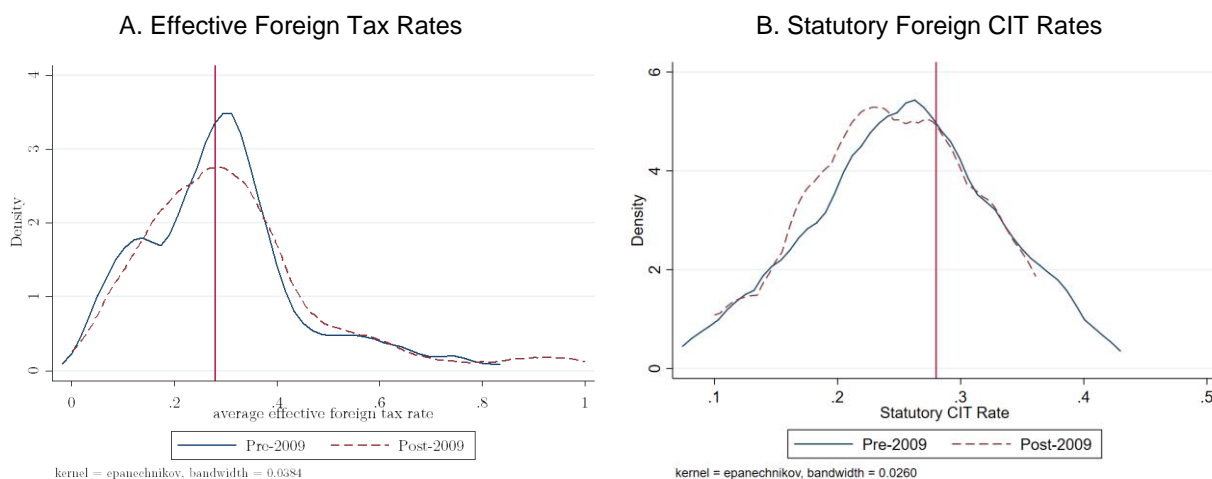 A. Effective Foreign Tax Rates
4
3
2
1
0
Density
0 .2 .4 .6 .8 1
average effective foreign tax rate
Pre-2009 Post-2009
kernel = epanechnikov, bandwidth = 0.0384
B. Statutory Foreign CIT Rates
6
4
2
0
Density
.1 .2 .3 .4 .5
Statutory CIT Rate
Pre-2009 Post-2009
kernel = epanechnikov, bandwidth = 0.0260